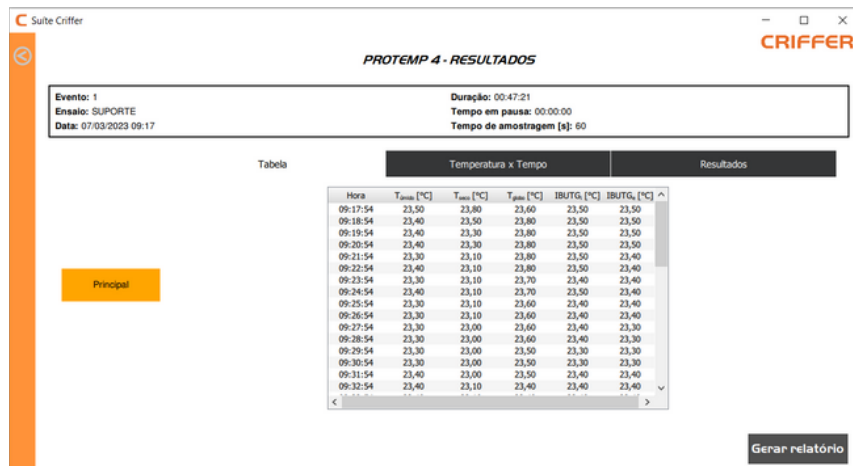 Suíte Criffer
CRIFFER
PROTEMP 4 - RESULTADOS
Evento: 1
Ensaio: SUPORTE
Data: 07/03/2023 09:17
Duração: 00:47:21
Tempo em pausa: 00:00:00
Tempo de amostragem [s]: 60
Tabela Temperatura x Tempo Resultados
Hora Túmido [°C] Tseco [°C] Tglobo [°C] IBUTGi [°C] IBUTGe [°C]
09:17:54 23,50 23,80 23,60 23,50 23,50
09:18:54 23,40 23,50 23,80 23,50 23,50
09:19:54 23,40 23,30 23,80 23,50 23,50
09:20:54 23,40 23,30 23,80 23,50 23,50
09:21:54 23,30 23,10 23,80 23,50 23,40
09:22:54 23,40 23,10 23,80 23,50 23,40
09:23:54 23,30 23,10 23,70 23,40 23,40
09:24:54 23,40 23,10 23,70 23,50 23,40
09:25:54 23,30 23,10 23,60 23,40 23,40
09:26:54 23,30 23,10 23,60 23,40 23,40
09:27:54 23,30 23,00 23,60 23,40 23,30
09:28:54 23,30 23,00 23,60 23,40 23,30
09:29:54 23,30 23,00 23,50 23,30 23,30
09:30:54 23,30 23,00 23,50 23,30 23,30
09:31:54 23,40 23,00 23,50 23,40 23,40
09:32:54 23,40 23,10 23,40 23,40 23,40
Principal
Gerar relatório